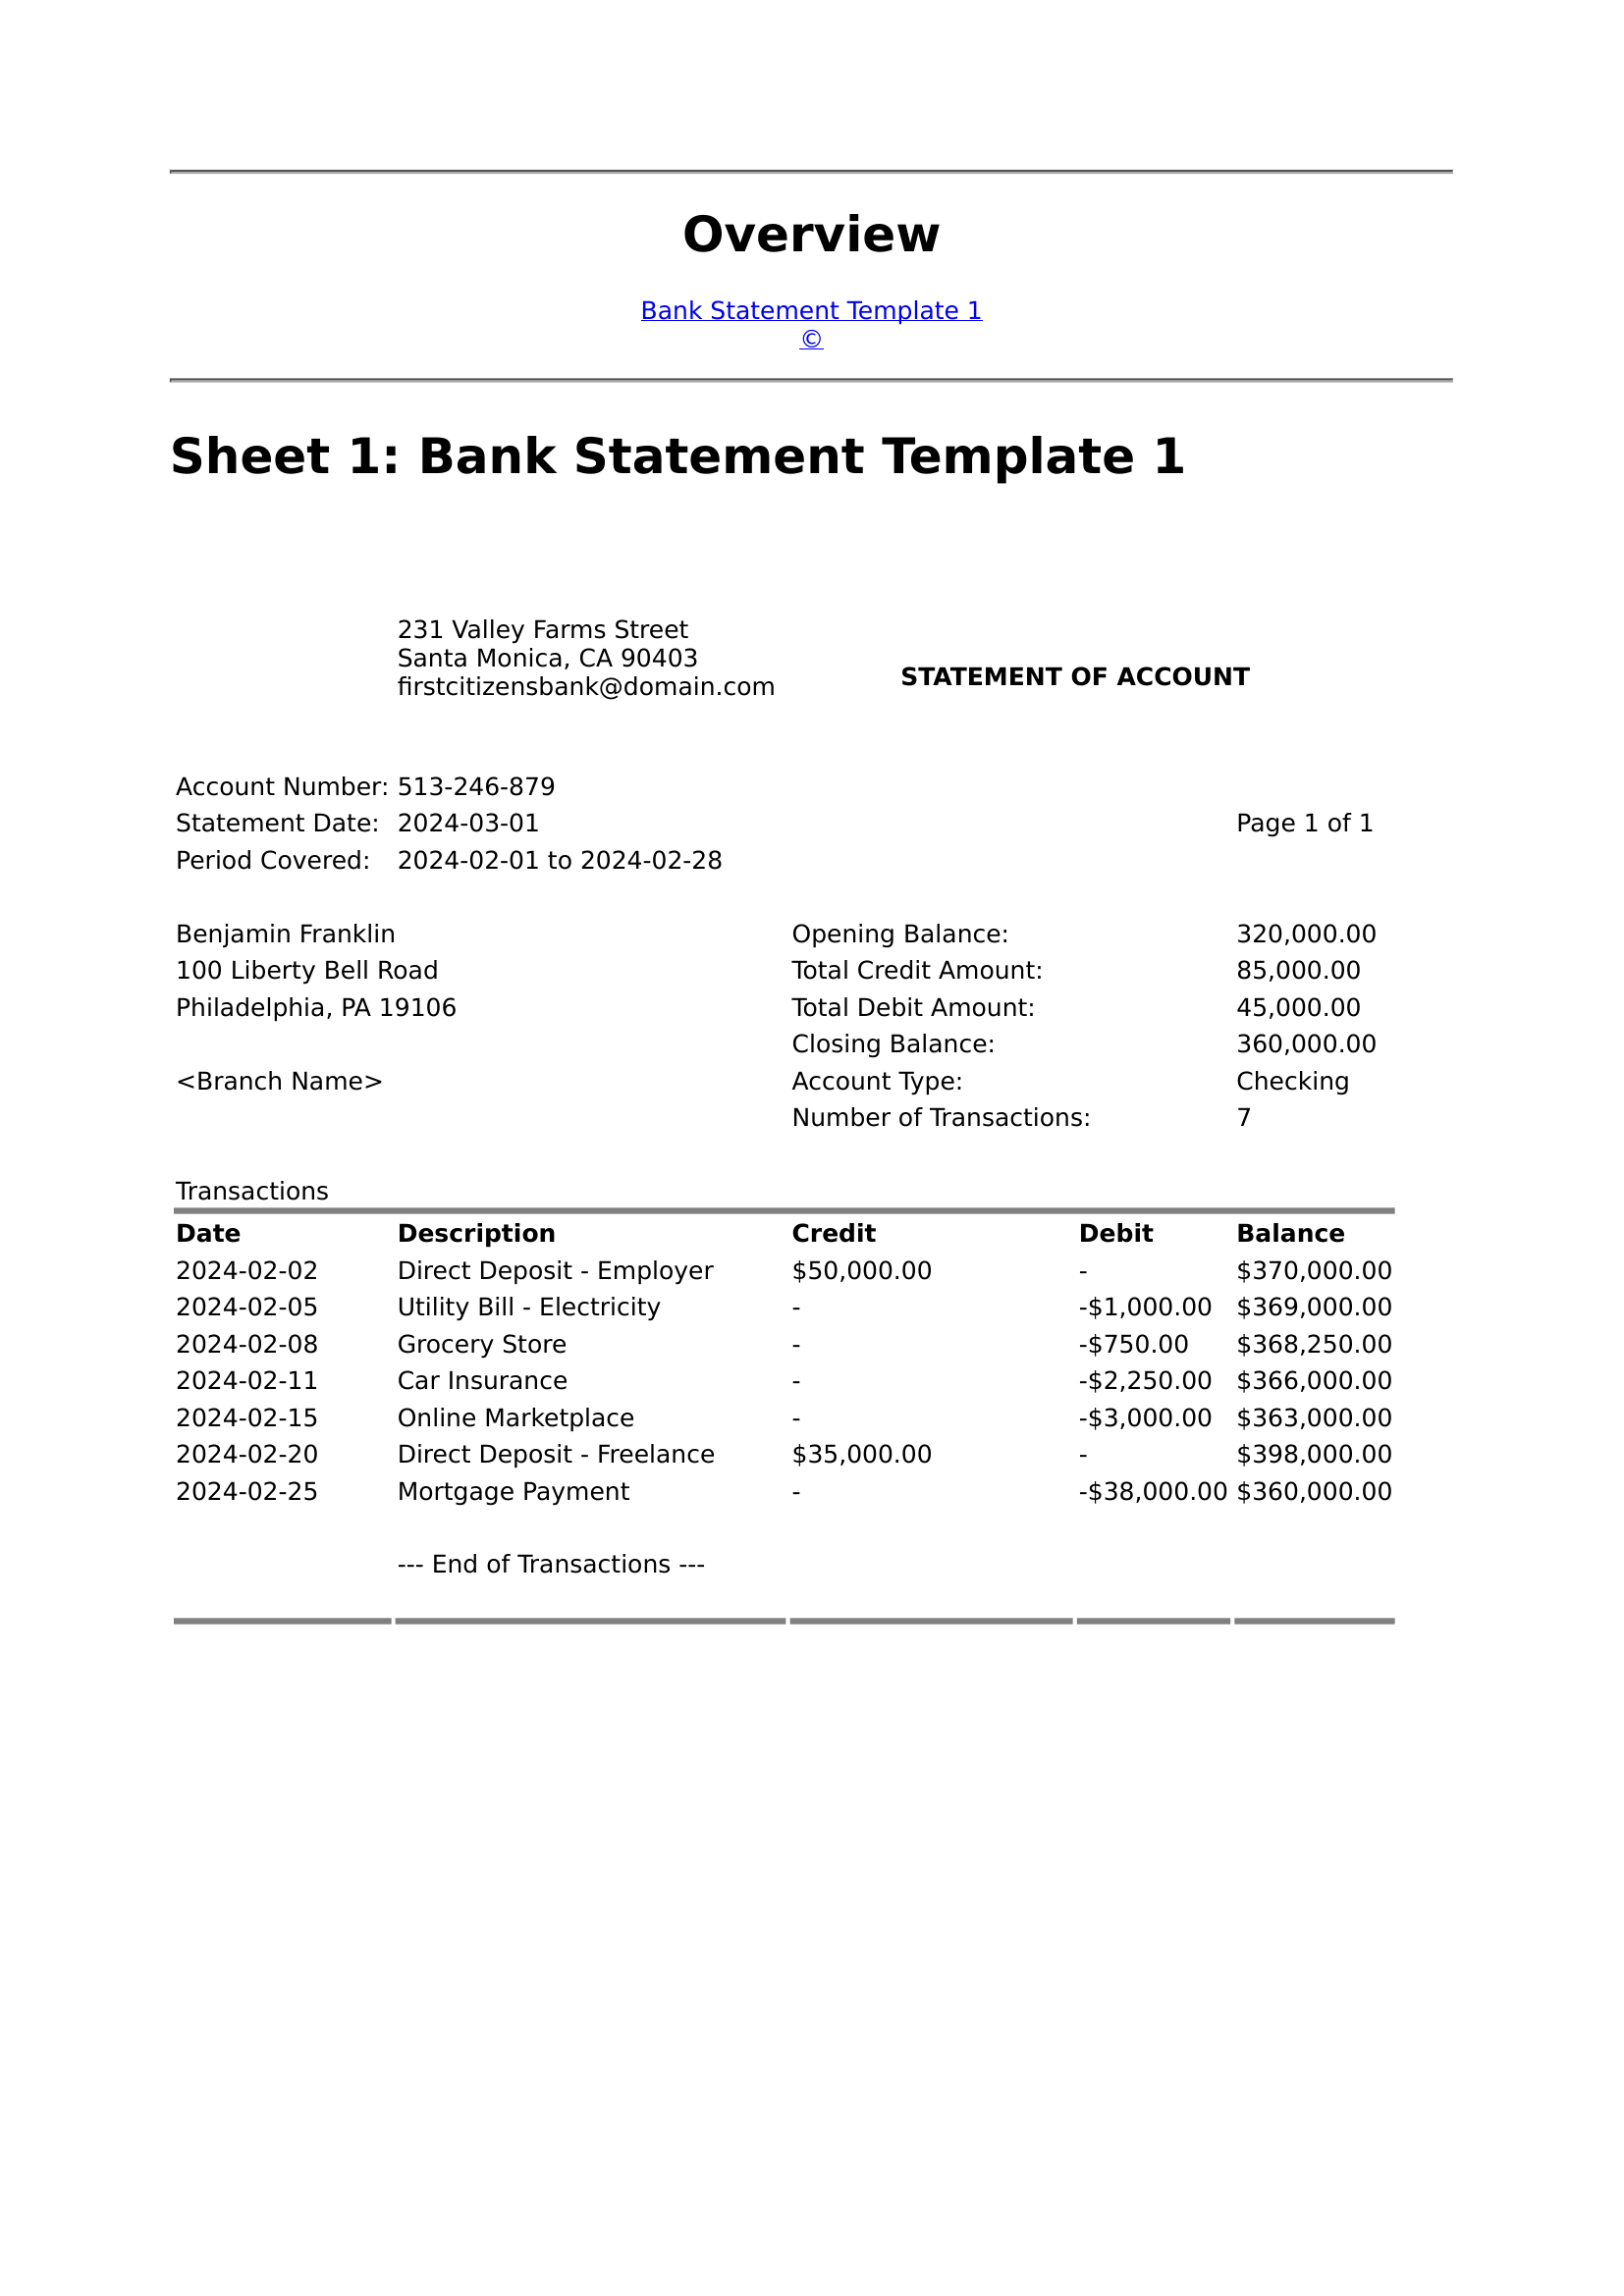 Overview
Bank Statement Template 1
©
Sheet 1: Bank Statement Template 1
231 Valley Farms Street
Santa Monica, CA 90403
firstcitizensbank@domain.com
STATEMENT OF ACCOUNT
Account Number: 513-246-879
Statement Date: 2024-03-01 Page 1 of 1
Period Covered: 2024-02-01 to 2024-02-28
Benjamin Franklin Opening Balance: 320,000.00
100 Liberty Bell Road Total Credit Amount: 85,000.00
Philadelphia, PA 19106 Total Debit Amount: 45,000.00
Closing Balance: 360,000.00
<Branch Name> Account Type: Checking
Number of Transactions: 7
Transactions
Date Description Credit Debit Balance
2024-02-02 Direct Deposit - Employer $50,000.00 - $370,000.00
2024-02-05 Utility Bill - Electricity - -$1,000.00 $369,000.00
2024-02-08 Grocery Store - -$750.00 $368,250.00
2024-02-11 Car Insurance - -$2,250.00 $366,000.00
2024-02-15 Online Marketplace - -$3,000.00 $363,000.00
2024-02-20 Direct Deposit - Freelance $35,000.00 - $398,000.00
2024-02-25 Mortgage Payment - -$38,000.00 $360,000.00
--- End of Transactions ---